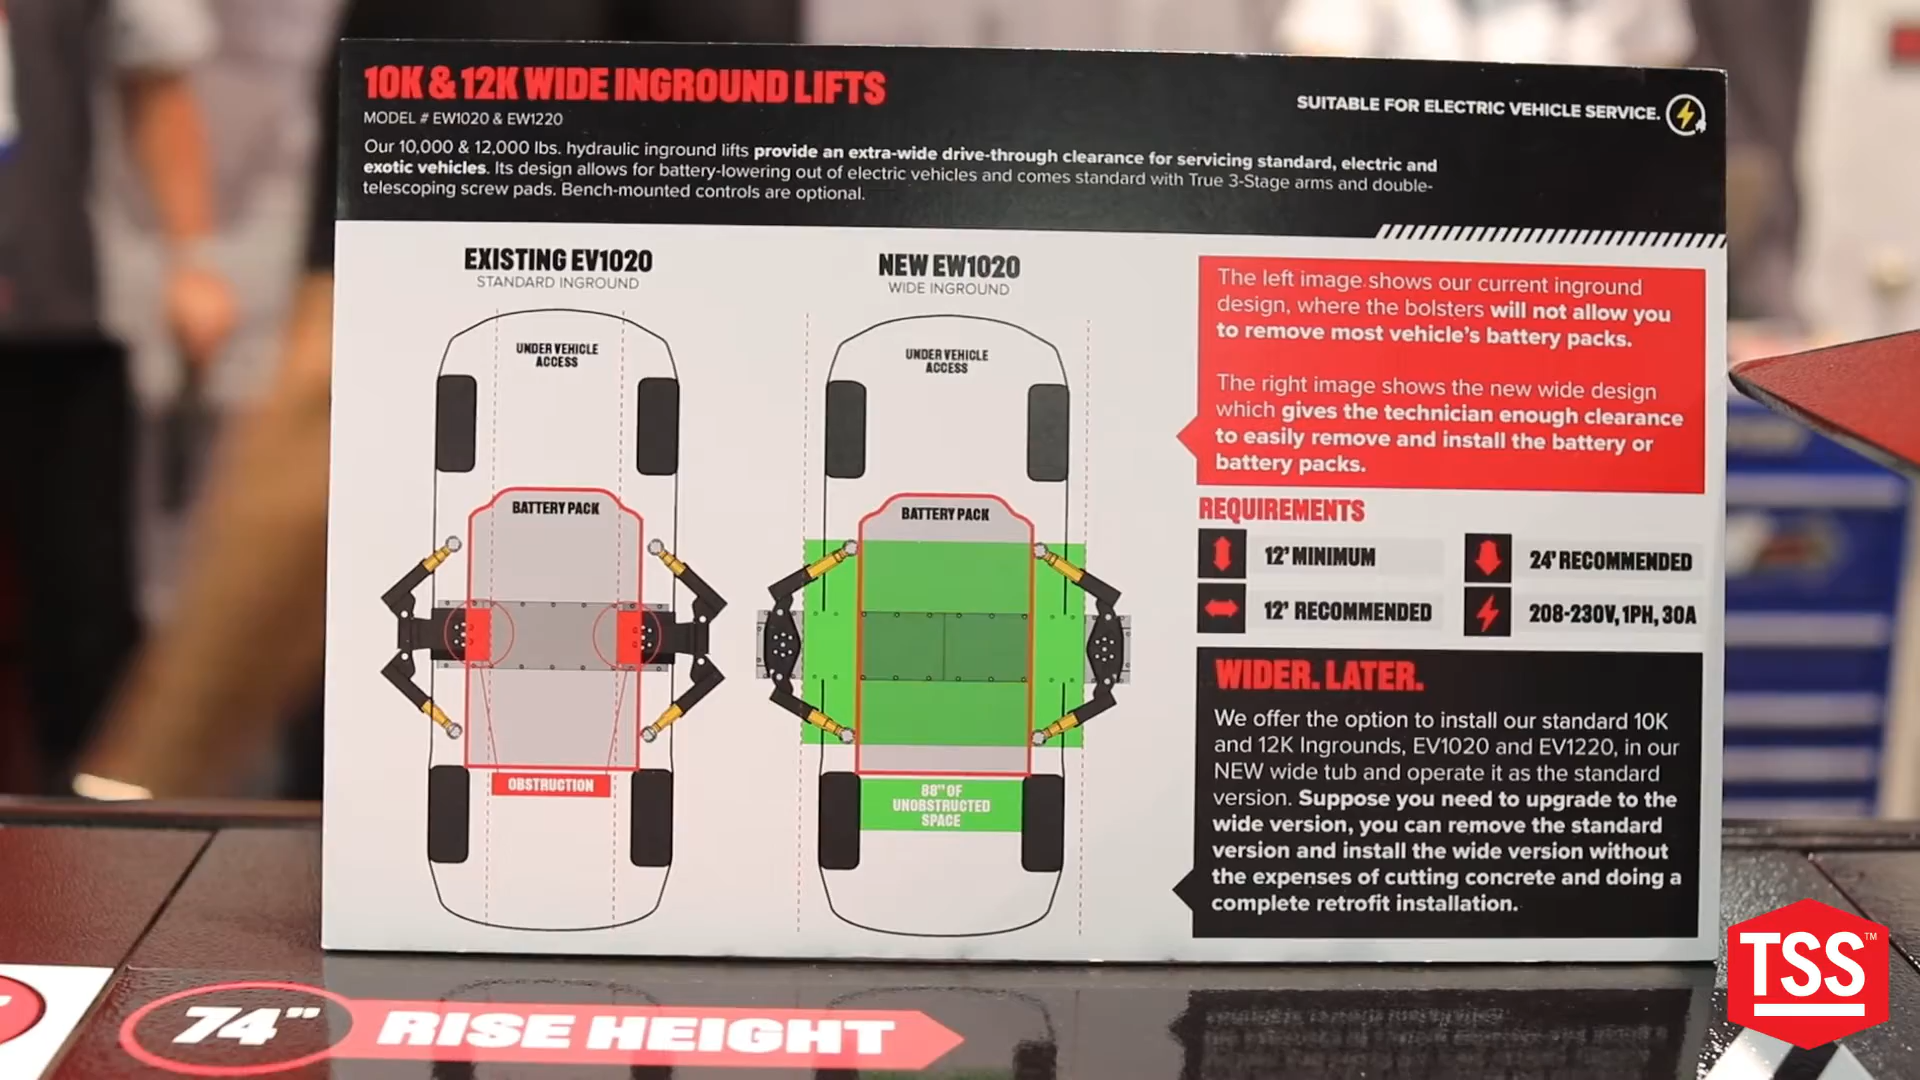 10K & 12K WIDE INGROUND LIFTS
MODEL # EW1020 & EW1220
SUITABLE FOR ELECTRIC VEHICLE SERVICE.
Our 10,000 & 12,000 lbs. hydraulic inground lifts provide an extra-wide drive-through clearance for servicing standard, electric and
exotic vehicles. Its design allows for battery-lowering out of electric vehicles and comes standard with True 3-Stage arms and double-
telescoping screw pads. Bench-mounted controls are optional.
EXISTING EV1020
STANDARD INGROUND
UNDER VEHICLE
ACCESS
BATTERY PACK
OBSTRUCTION
NEW EW1020
WIDE INGROUND
UNDER VEHICLE
ACCESS
BATTERY PACK
88" OF
UNOBSTRUCTED
SPACE
The left image shows our current inground
design, where the bolsters will not allow you
to remove most vehicle's battery packs.
The right image shows the new wide design
which gives the technician enough clearance
to easily remove and install the battery or
battery packs.
REQUIREMENTS
12' MINIMUM
24' RECOMMENDED
12' RECOMMENDED
208-230V, 1PH, 30A
WIDER. LATER.
We offer the option to install our standard 10K
and 12K Ingrounds, EV1020 and EV1220, in our
NEW wide tub and operate it as the standard
version. Suppose you need to upgrade to the
wide version, you can remove the standard
version and install the wide version without
the expenses of cutting concrete and doing a
complete retrofit installation.
74" RISE HEIGHT
TSS™